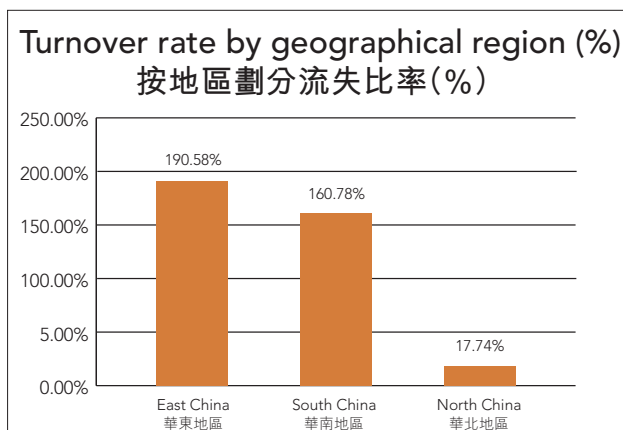 Turnover rate by geographical region (%)
按地區劃分流失比率(%)
250.00%
200.00%
150.00%
100.00%
5.00%
0.00%
190.58%
160.78%
17.74%
East China
華東地區
South China
華南地區
North China
華北地區